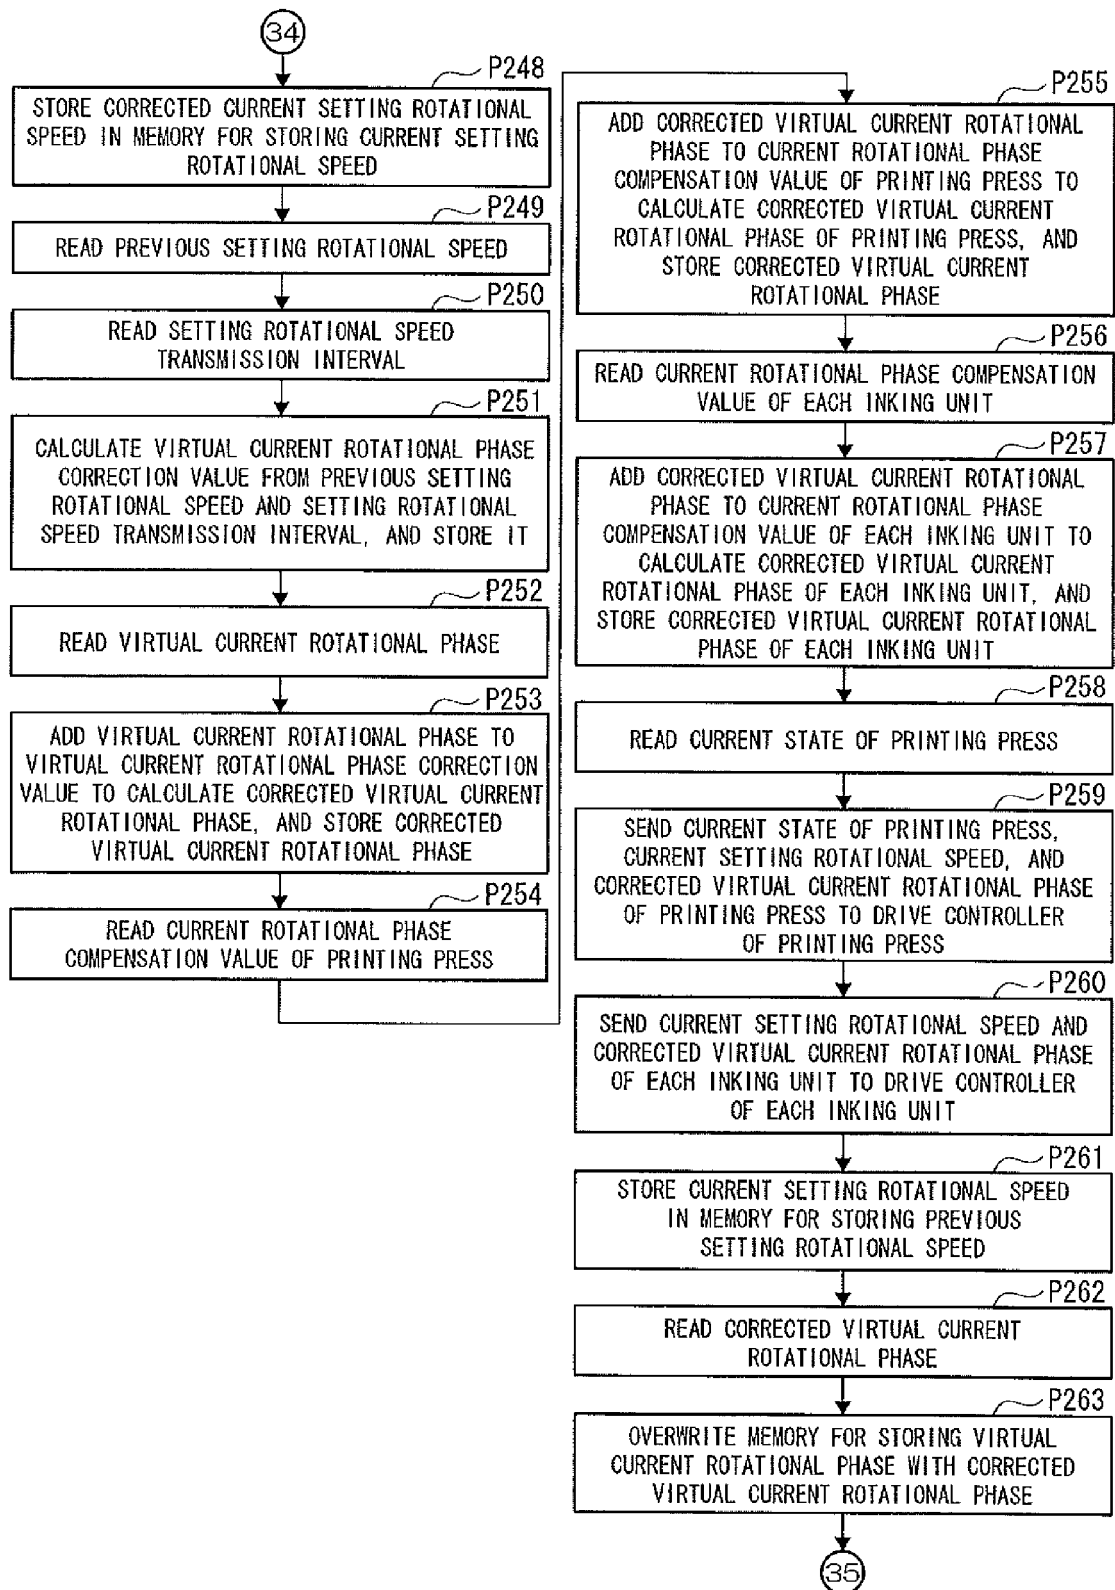 34
P248
STORE CORRECTED CURRENT SETTING ROTATIONAL
SPEED IN MEMORY FOR STORING CURRENT SETTING
ROTATIONAL SPEED
P249
READ PREVIOUS SETTING ROTATIONAL SPEED
P250
READ SETTING ROTATIONAL SPEED
TRANSMISSION INTERVAL
P251
CALCULATE VIRTUAL CURRENT ROTATIONAL PHASE
CORRECTION VALUE FROM PREVIOUS SETTING
ROTATIONAL SPEED AND SETTING ROTATIONAL
SPEED TRANSMISSION INTERVAL, AND STORE IT
P252
READ VIRTUAL CURRENT ROTATIONAL PHASE
P253
ADD VIRTUAL CURRENT ROTATIONAL PHASE TO
VIRTUAL CURRENT ROTATIONAL PHASE CORRECTION
VALUE TO CALCULATE CORRECTED VIRTUAL CURRENT
ROTATIONAL PHASE, AND STORE CORRECTED
VIRTUAL CURRENT ROTATIONAL PHASE
P254
READ CURRENT ROTATIONAL PHASE
COMPENSATION VALUE OF PRINTING PRESS
P255
ADD CORRECTED VIRTUAL CURRENT ROTATIONAL
PHASE TO CURRENT ROTATIONAL PHASE
COMPENSATION VALUE OF PRINTING PRESS TO
CALCULATE CORRECTED VIRTUAL CURRENT
ROTATIONAL PHASE OF PRINTING PRESS, AND
STORE CORRECTED VIRTUAL CURRENT
ROTATIONAL PHASE
P256
READ CURRENT ROTATIONAL PHASE COMPENSATION
VALUE OF EACH INKING UNIT
P257
ADD CORRECTED VIRTUAL CURRENT ROTATIONAL
PHASE TO CURRENT ROTATIONAL PHASE
COMPENSATION VALUE OF EACH INKING UNIT TO
CALCULATE CORRECTED VIRTUAL CURRENT
ROTATIONAL PHASE OF EACH INKING UNIT, AND
STORE CORRECTED VIRTUAL CURRENT ROTATIONAL
PHASE OF EACH INKING UNIT
P258
READ CURRENT STATE OF PRINTING PRESS
P259
SEND CURRENT STATE OF PRINTING PRESS,
CURRENT SETTING ROTATIONAL SPEED, AND
CORRECTED VIRTUAL CURRENT ROTATIONAL PHASE
OF PRINTING PRESS TO DRIVE CONTROLLER
OF PRINTING PRESS
P260
SEND CURRENT SETTING ROTATIONAL SPEED AND
CORRECTED VIRTUAL CURRENT ROTATIONAL PHASE
OF EACH INKING UNIT TO DRIVE CONTROLLER
OF EACH INKING UNIT
P261
STORE CURRENT SETTING ROTATIONAL SPEED
IN MEMORY FOR STORING PREVIOUS
SETTING ROTATIONAL SPEED
P262
READ CORRECTED VIRTUAL CURRENT
ROTATIONAL PHASE
P263
OVERWRITE MEMORY FOR STORING VIRTUAL
CURRENT ROTATIONAL PHASE WITH CORRECTED
VIRTUAL CURRENT ROTATIONAL PHASE
35